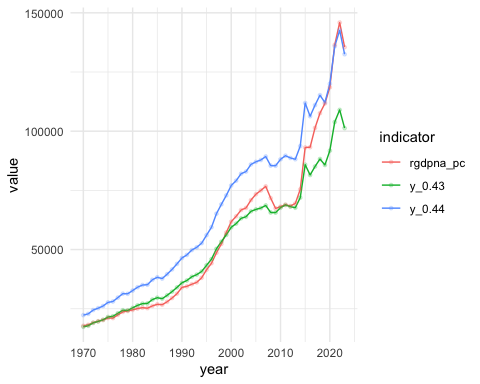 150000
100000
50000
value
1970 1980 1990 2000 2010 2020
year
indicator
rgdpna_pc
y_0.43
y_0.44